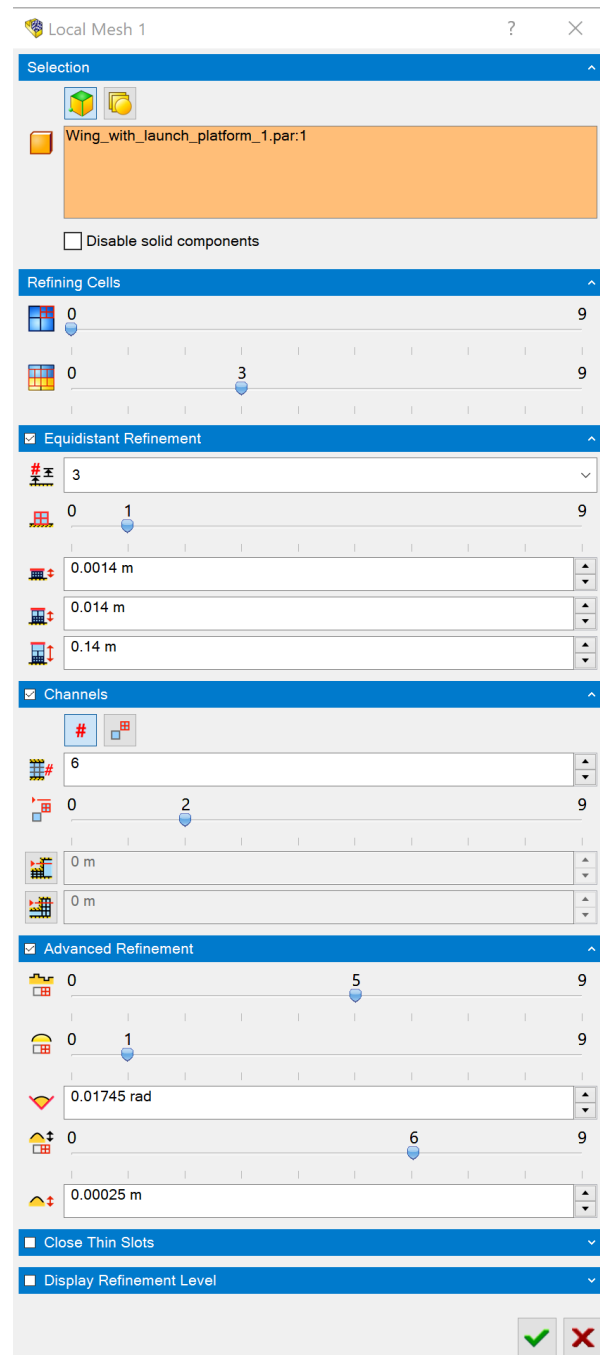 Local Mesh 1 ?
Selection
Wing_with_launch_platform_1.par:1
Disable solid components
Refining Cells
0 9
0 3 9
Equidistant Refinement
# 3
0 1 9
0.0014 m
0.014 m
0.14 m
Channels
#
# 6
0 2 9
0 m
0 m
Advanced Refinement
0 5 9
0 1 9
0.01745 rad
0 6 9
0.00025 m
Close Thin Slots
Display Refinement Level